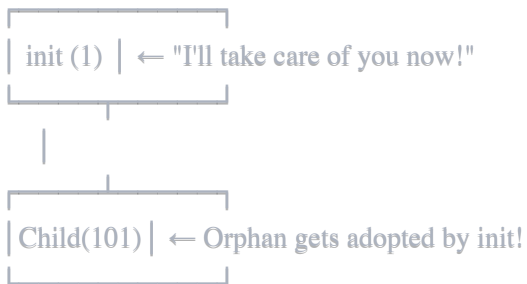 init (1) ← "I'll take care of you now!"
Child(101) ← Orphan gets adopted by init!